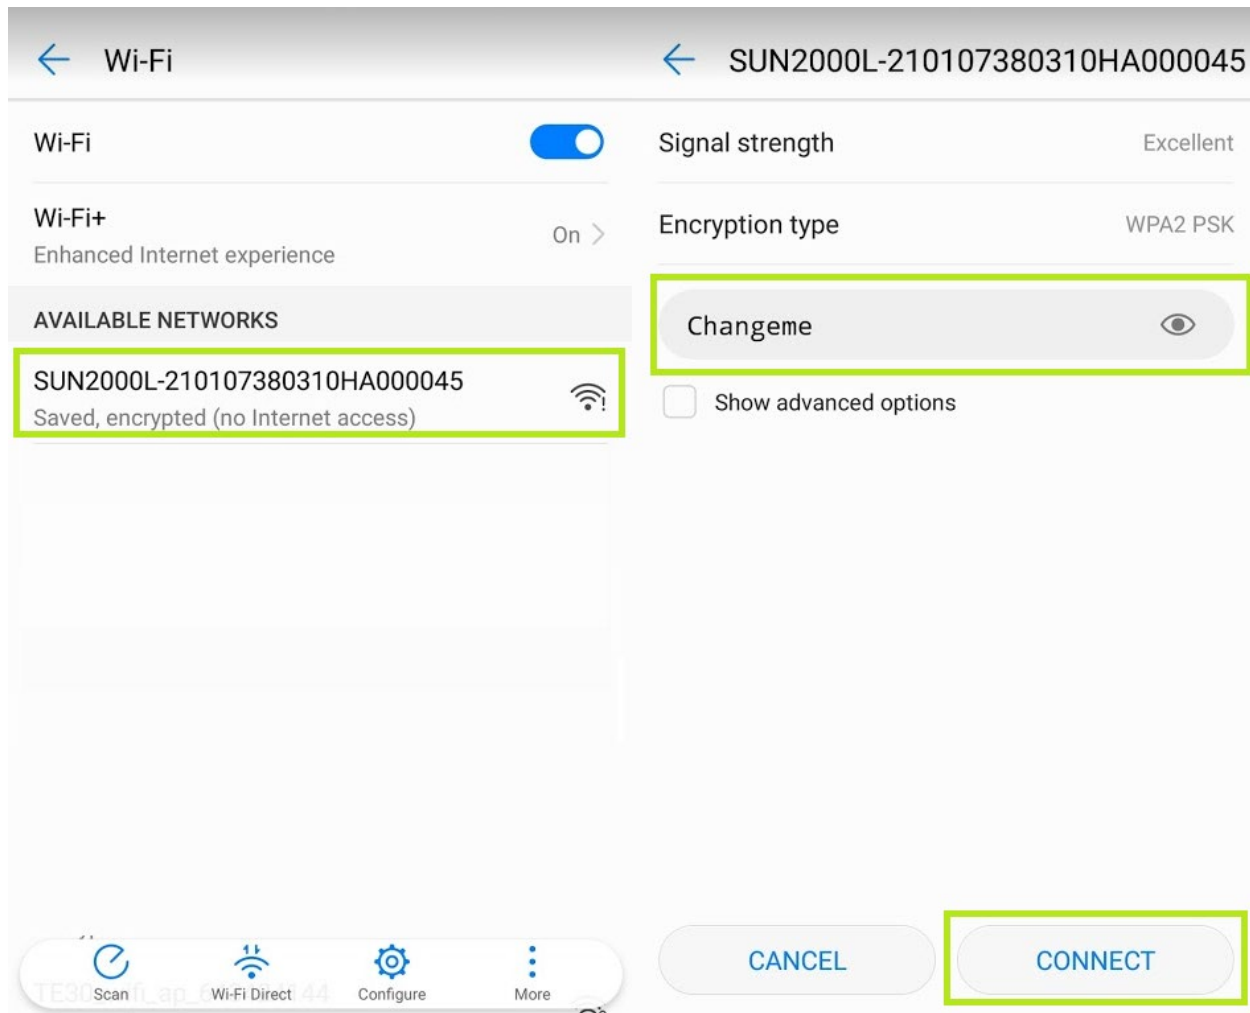 Wi-Fi
Wi-Fi
Wi-Fi+
Enhanced Internet experience
On
AVAILABLE NETWORKS
SUN2000L-210107380310HA000045
Saved, encrypted (no Internet access)
Scan
Wi-Fi Direct
Configure
More
SUN2000L-210107380310HA000045
Signal strength
Excellent
Encryption type
WPA2 PSK
Changeme
Show advanced options
CANCEL
CONNECT